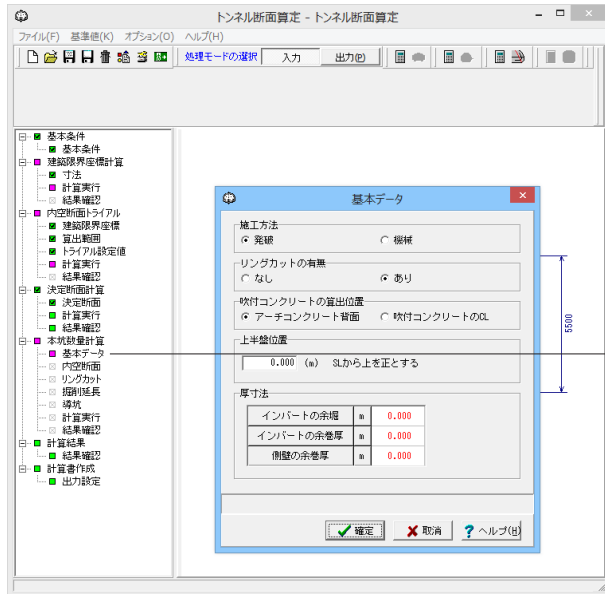 トンネル断面算定 - トンネル断面算定
ファイル(F) 基準値(K) オプション(O) ヘルプ(H)
処理モードの選択 入力 出力(P)
基本条件
基本条件
建築限界座標計算
寸法
計算実行
結果確認
内空断面トライアル
建築限界座標
算出範囲
トライアル設定値
計算実行
結果確認
決定断面計算
決定断面
計算実行
結果確認
本坑数量計算
基本データ
内空断面
リングカット
掘削延長
導坑
計算実行
結果確認
計算結果
結果確認
計算書作成
出力設定
基本データ
施工方法
発破 機械
リングカットの有無
なし あり
吹付コンクリートの算出位置
アーチコンクリート背面 吹付コンクリートのCL
上半盤位置
0.000 (m) SLから上を正とする
厚寸法
インバートの余堀 m 0.000
インバートの余巻厚 m 0.000
側壁の余巻厚 m 0.000
確定 取消 ヘルプ(H)
5500